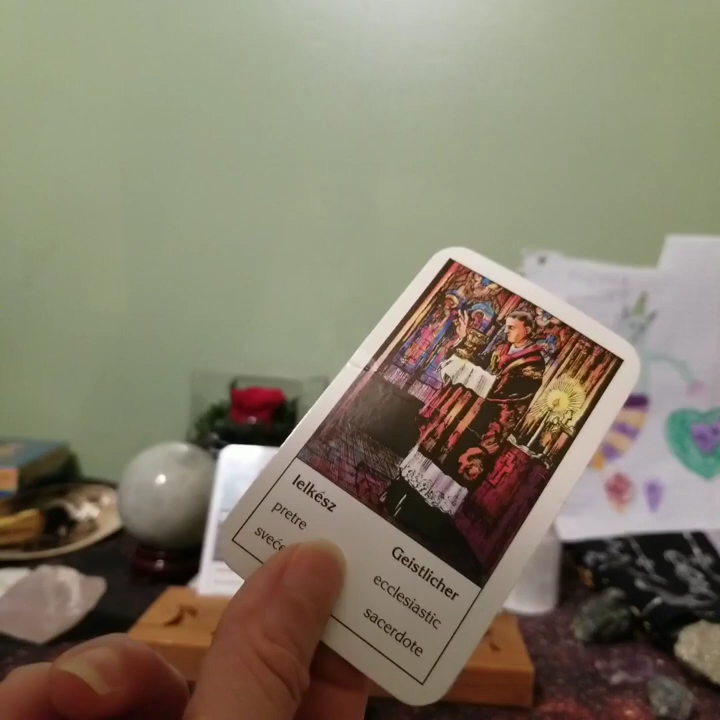 lelkész
pretre
Geistlicher
ecclesiastic
sacerdote